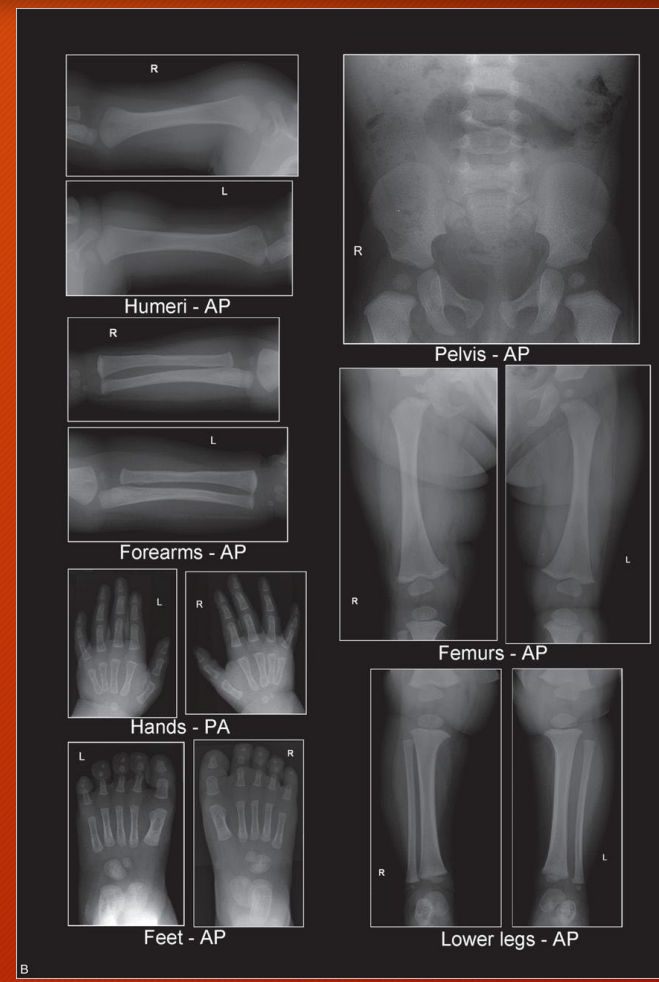 R
L
Humeri - AP
R
L
Forearms - AP
L
R
Hands - PA
L
R
Feet - AP
R
Pelvis - AP
R
L
Femurs - AP
R
L
Lower legs - AP
B